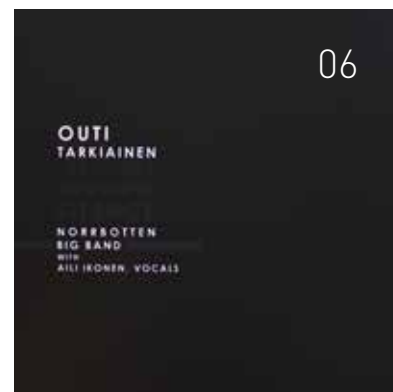 06
OUTI
TARKIAINEN
NORRBOTTEN
BIG BAND
WITH
AILI IKONEN, VOCALS